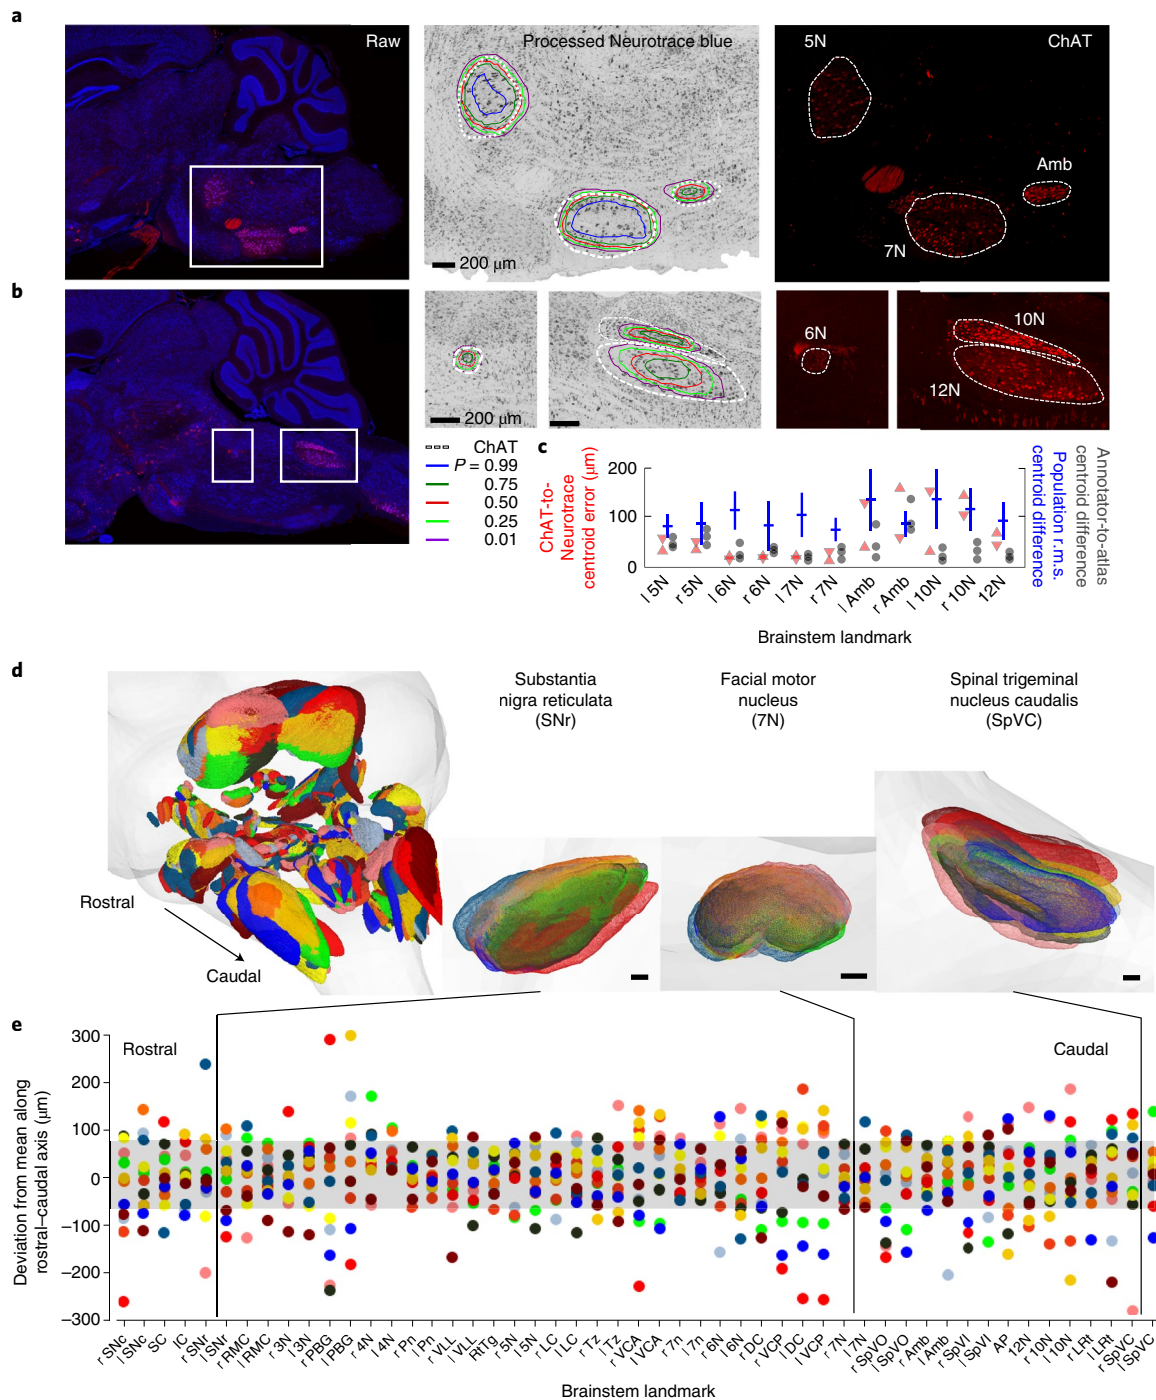 a
Raw
Processed Neurotrace blue
5N
ChAT
Amb
7N
200 µm
b
6N
10N
12N
200 µm
ChAT
P = 0.99
0.75
0.50
0.25
0.01
c
ChAT-to-
Neurotrace
centroid error (µm)
200
100
0
Population r.m.s.
centroid difference
Annotator-to-atlas
centroid difference
l 5N
r 5N
l 6N
r 6N
l 7N
r 7N
l Amb
r Amb
l 10N
r 10N
12N
Brainstem landmark
d
Substantia
nigra reticulata
(SNr)
Facial motor
nucleus
(7N)
Spinal trigeminal
nucleus caudalis
(SpVC)
Rostral
Caudal
e
Deviation from mean along
rostral–caudal axis (µm)
300
200
100
0
–100
–200
–300
Rostral
Caudal
r SNc
l SNc
SC
IC
r SNr
l SNr
r RMC
l RMC
r 3N
l 3N
r PBG
l PBG
r 4N
l 4N
r Pn
l Pn
r VLL
l VLL
RtTg
r 5N
l 5N
r LC
l LC
r Tz
l Tz
r VCA
l VCA
r 7n
l 7n
r 6N
l 6N
r DC
r VCP
l DC
l VCP
r 7N
l 7N
r SpVO
l SpVO
r Amb
l Amb
r SpVI
l SpVI
AP
12N
r 10N
l 10N
r LRt
l LRt
r SpVC
l SpVC
Brainstem landmark